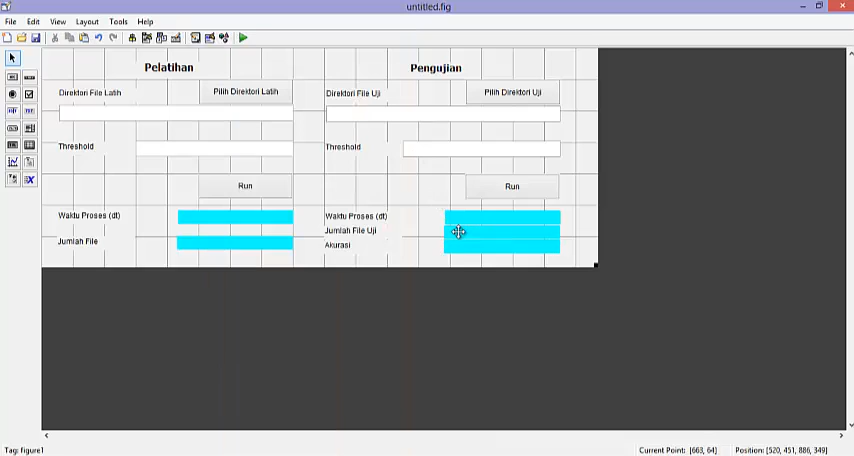 untitled.fig
File Edit View Layout Tools Help
Pelatihan
Direktori File Latih
Pilih Direktori Latih
Threshold
Run
Waktu Proses (dt)
Jumlah File
Pengujian
Direktori File Uji
Pilih Direktori Uji
Threshold
Run
Waktu Proses (dt)
Jumlah File Uji
Akurasi
Tag: figure1
Current Point: [663, 64]
Position: [520, 451, 886, 349]